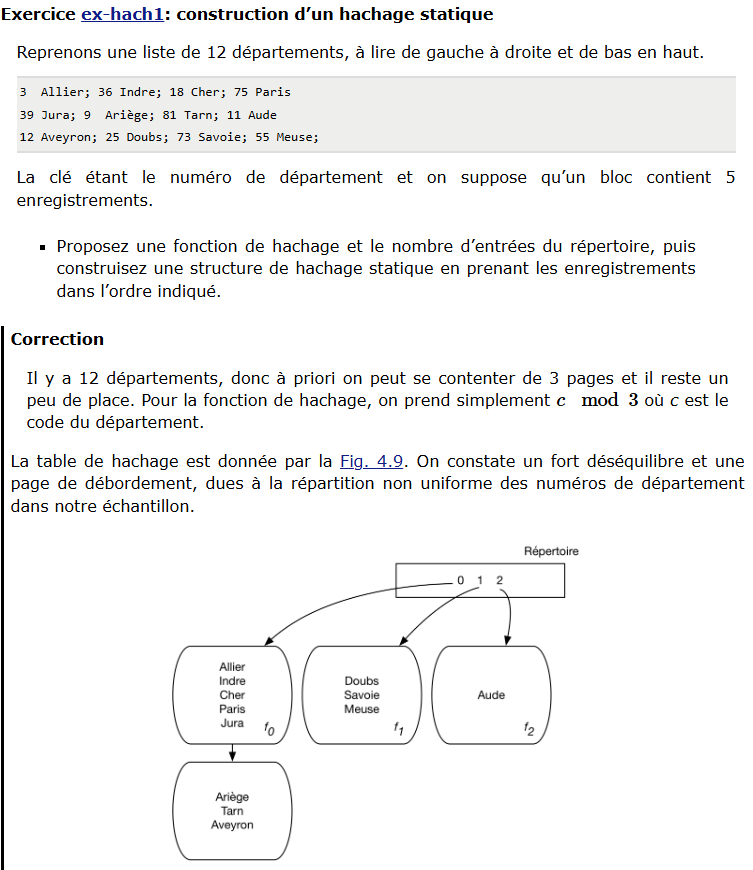 Exercice ex-hach1: construction d’un hachage statique
Reprenons une liste de 12 départements, à lire de gauche à droite et de bas en haut.
3  Allier; 36 Indre; 18 Cher; 75 Paris
39 Jura; 9  Ariège; 81 Tarn; 11 Aude
12 Aveyron; 25 Doubs; 73 Savoie; 55 Meuse;
La clé étant le numéro de département et on suppose qu’un bloc contient 5
enregistrements.
▪ Proposez une fonction de hachage et le nombre d’entrées du répertoire, puis
construisez une structure de hachage statique en prenant les enregistrements
dans l’ordre indiqué.
Correction
Il y a 12 départements, donc à priori on peut se contenter de 3 pages et il reste un
peu de place. Pour la fonction de hachage, on prend simplement c mod 3 où c est le
code du département.
La table de hachage est donnée par la Fig. 4.9. On constate un fort déséquilibre et une
page de débordement, dues à la répartition non uniforme des numéros de département
dans notre échantillon.
Répertoire
0 1 2
Allier
Indre
Cher
Paris
Jura
f0
Doubs
Savoie
Meuse
f1
Aude
f2
Ariège
Tarn
Aveyron